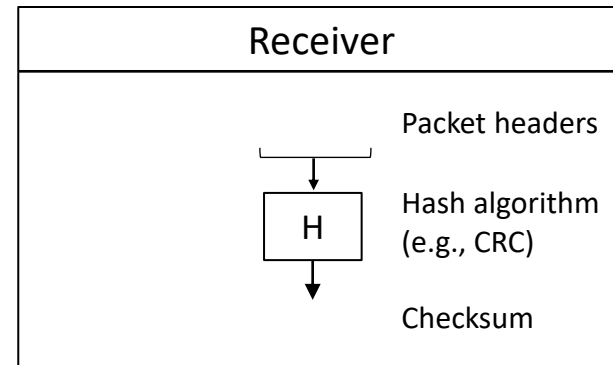 Receiver
Packet headers
H
Hash algorithm
(e.g., CRC)
Checksum